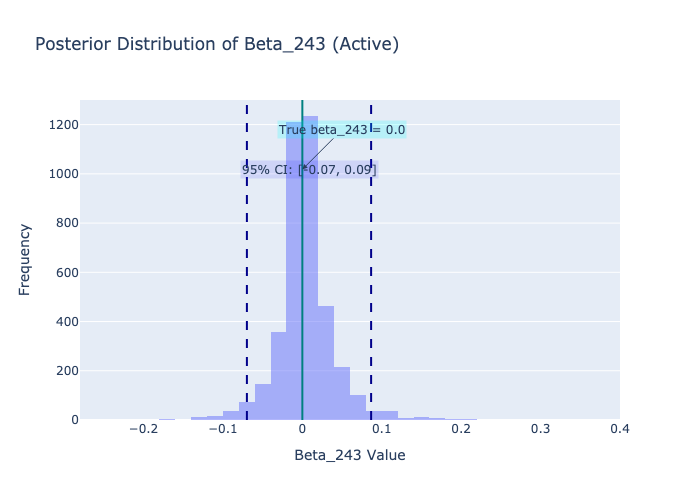 Posterior Distribution of Beta_243 (Active)
True beta_243 = 0.0
95% CI: [-0.07, 0.09]
1200
1000
800
600
400
200
0
Frequency
−0.2
−0.1
0
0.1
0.2
0.3
0.4
Beta_243 Value